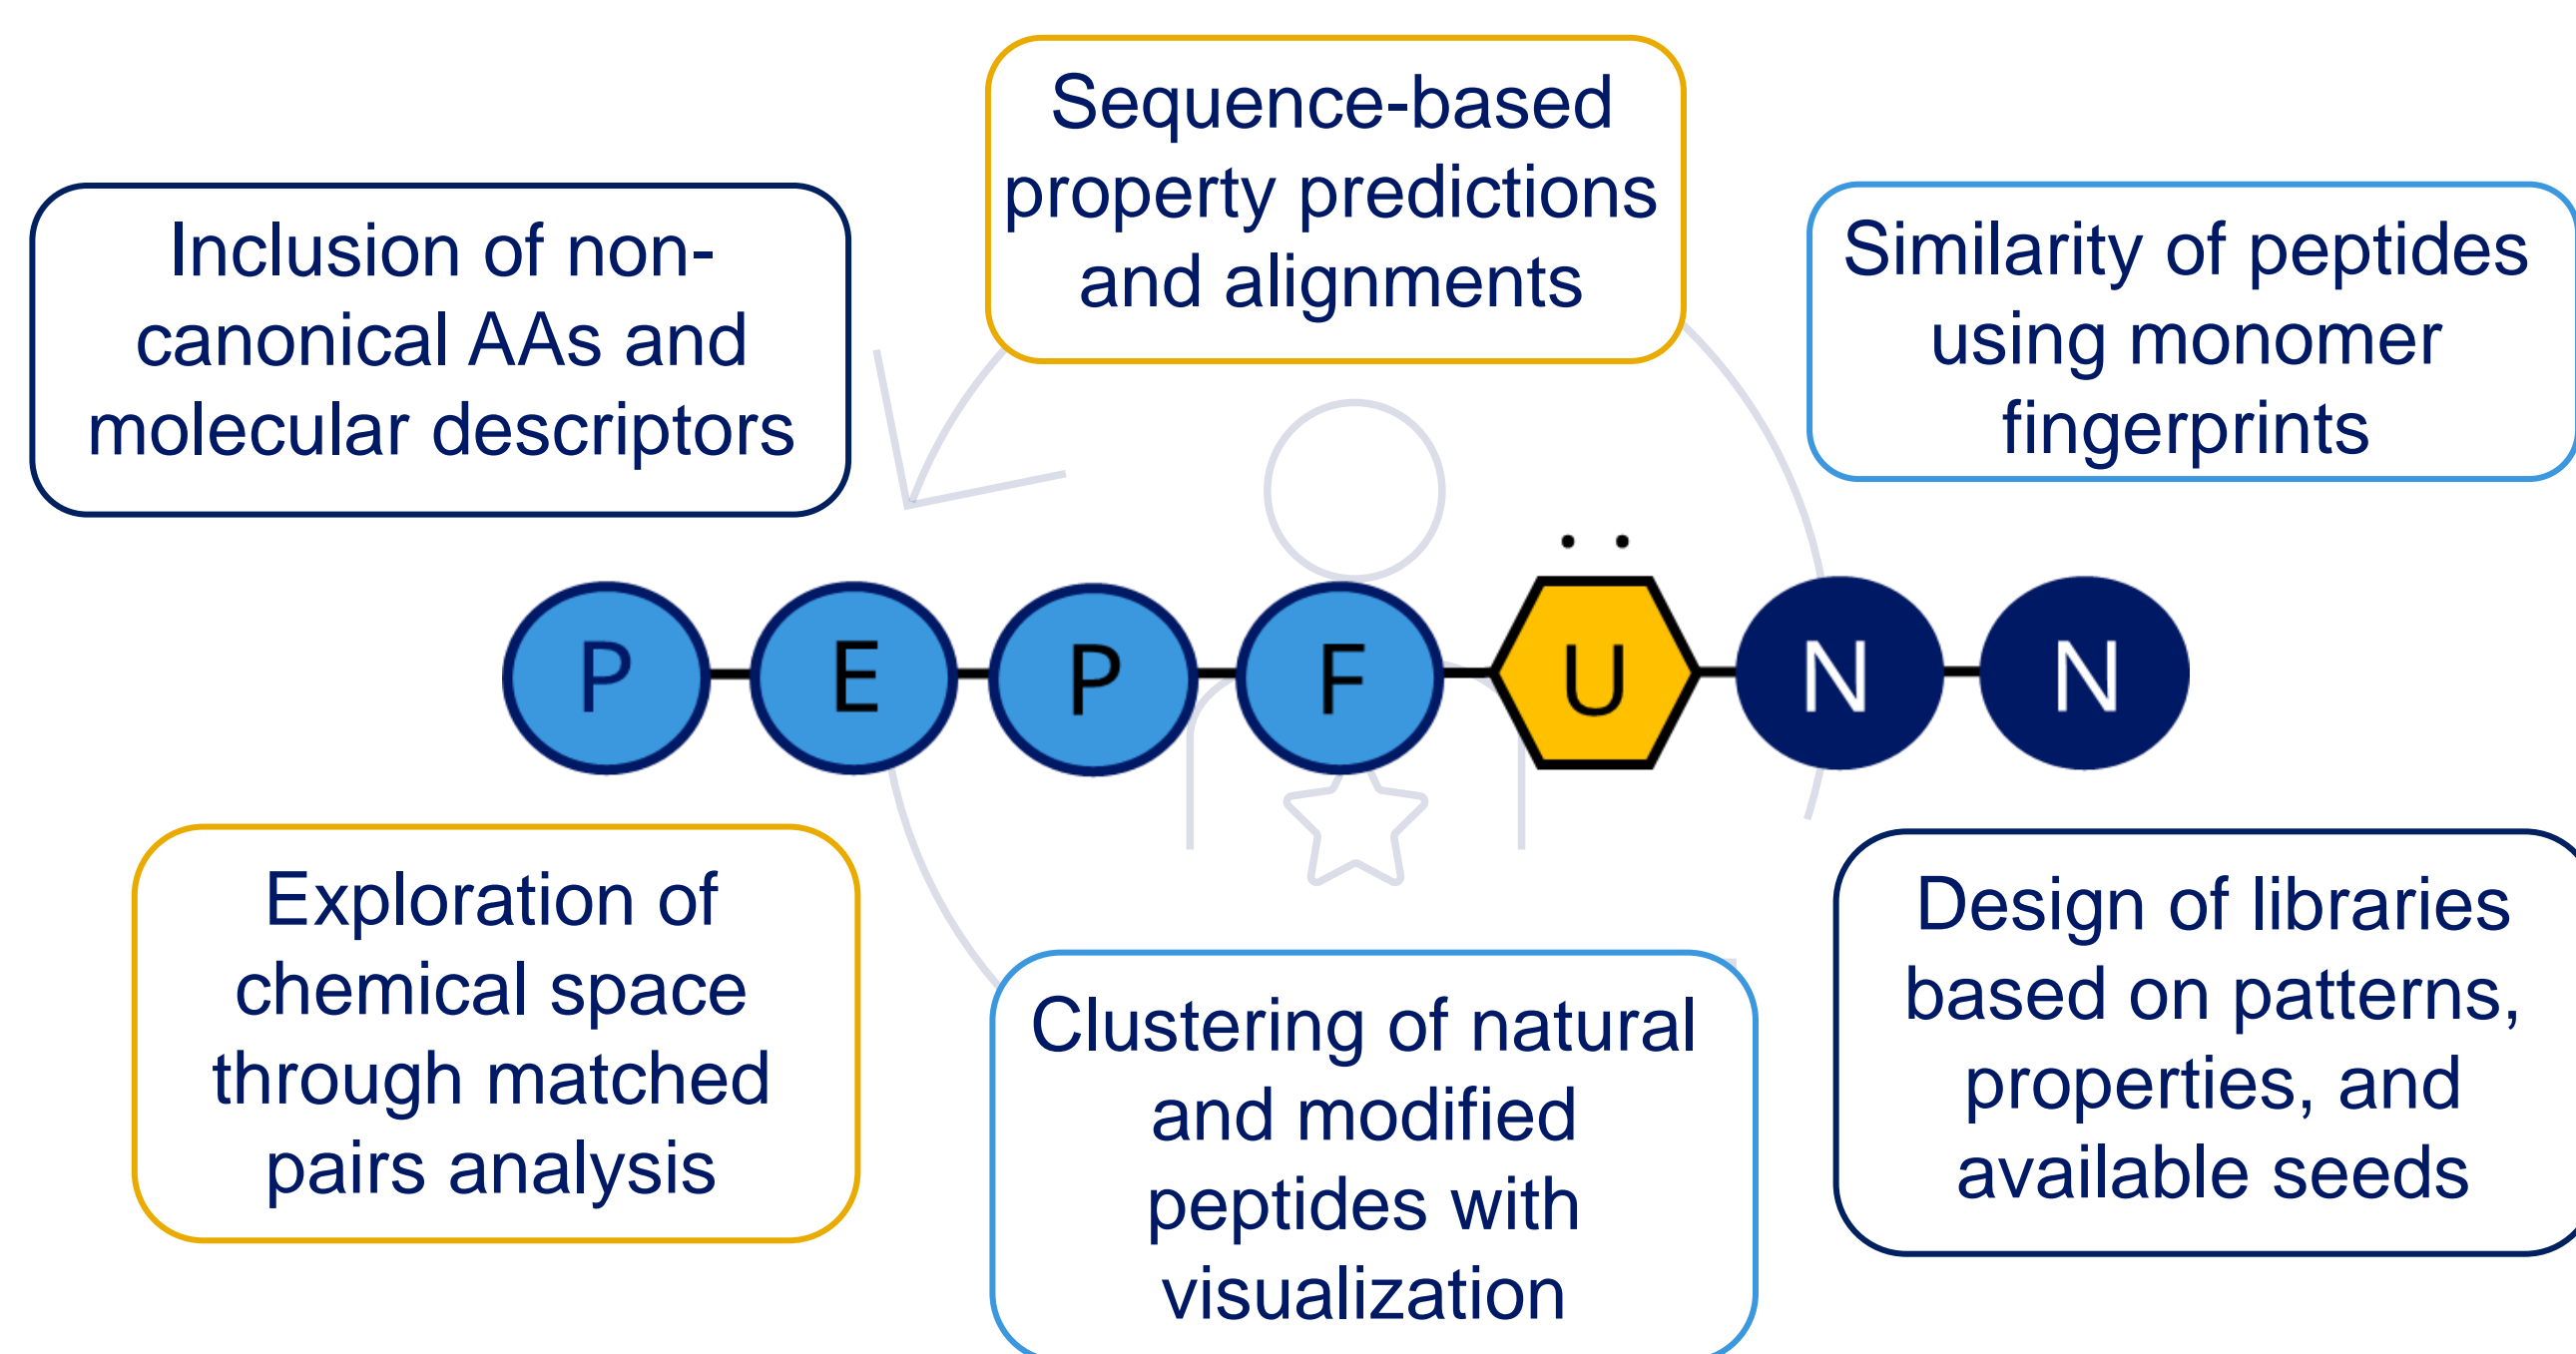 Sequence-based
property predictions
and alignments
Inclusion of non-
canonical AAs and
molecular descriptors
Similarity of peptides
using monomer
fingerprints
P E P F Ü N N
Exploration of
chemical space
through matched
pairs analysis
Clustering of natural
and modified
peptides with
visualization
Design of libraries
based on patterns,
properties, and
available seeds